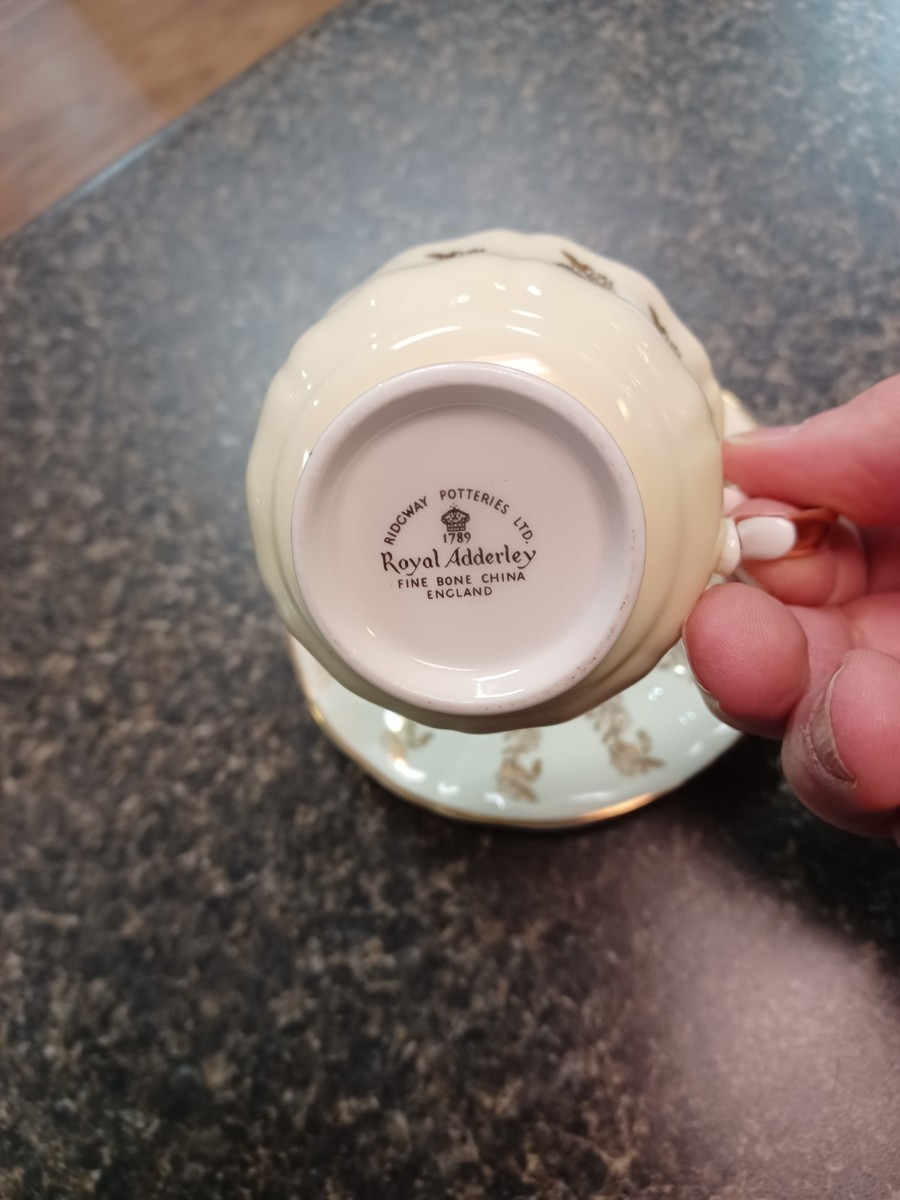 RIDGWAY POTTERIES LTD.
1789
Royal Adderley
FINE BONE CHINA
ENGLAND